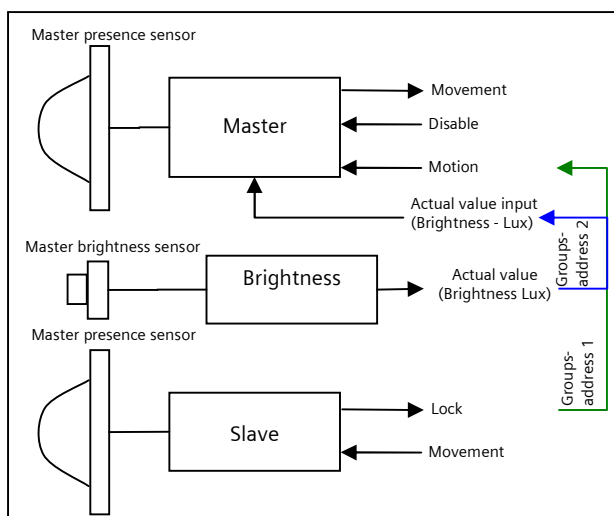 Master presence sensor
Master
Movement
Disable
Motion
Actual value input
(Brightness - Lux)
Master brightness sensor
Brightness
Actual value
(Brightness Lux)
Groups-
address 2
Master presence sensor
Slave
Lock
Movement
Groups-
address 1